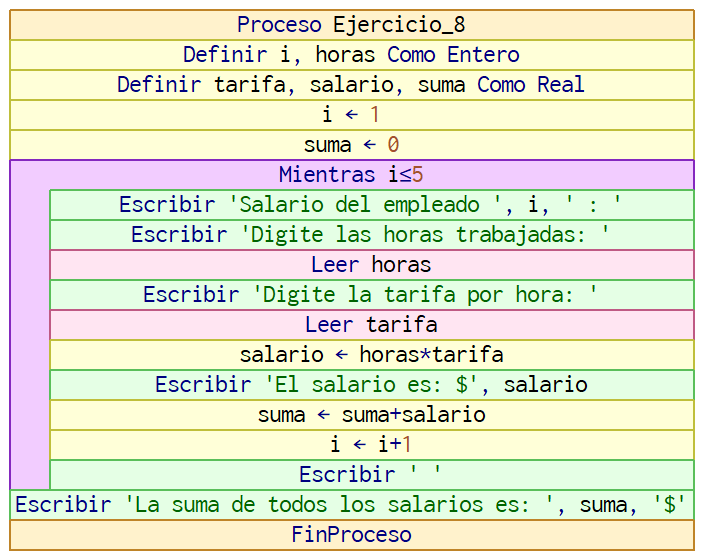 Proceso Ejercicio_8
Definir i, horas Como Entero
Definir tarifa, salario, suma Como Real
i ← 1
suma ← 0
Mientras i≤5
Escribir 'Salario del empleado ', i, ' : '
Escribir 'Digite las horas trabajadas: '
Leer horas
Escribir 'Digite la tarifa por hora: '
Leer tarifa
salario ← horas*tarifa
Escribir 'El salario es: $', salario
suma ← suma+salario
i ← i+1
Escribir ' '
Escribir 'La suma de todos los salarios es: ', suma, '$'
FinProceso